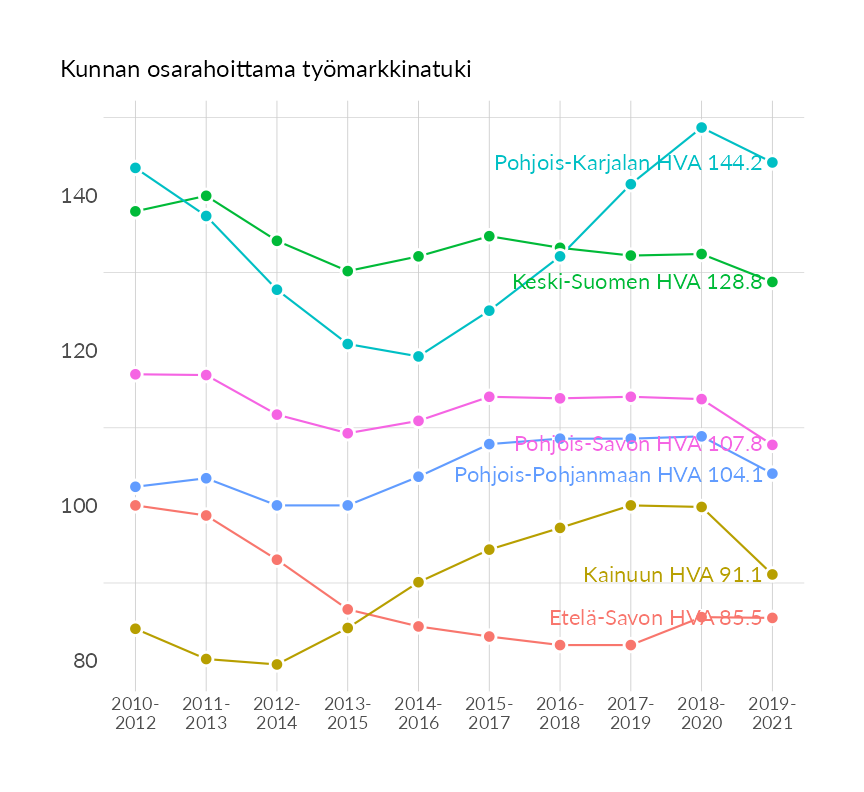 Kunnan osarahoittama työmarkkinatuki
Pohjois-Karjalan HVA 144.2
140
Keski-Suomen HVA 128.8
120
Pohjois-Savon HVA 107.8
Pohjois-Pohjanmaan HVA 104.1
100
Kainuun HVA 91.1
Etelä-Savon HVA 85.5
80
2010- 2011- 2012- 2013- 2014- 2015- 2016- 2017- 2018- 2019-
2012 2013 2014 2015 2016 2017 2018 2019 2020 2021